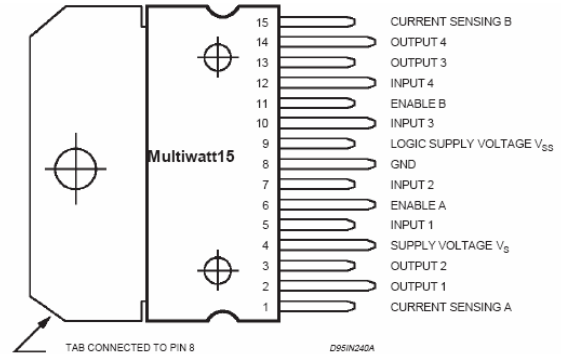 15 CURRENT SENSING B
14 OUTPUT 4
13 OUTPUT 3
12 INPUT 4
11 ENABLE B
10 INPUT 3
9 LOGIC SUPPLY VOLTAGE VSS
Multiwatt15
8 GND
7 INPUT 2
6 ENABLE A
5 INPUT 1
4 SUPPLY VOLTAGE VS
3 OUTPUT 2
2 OUTPUT 1
1 CURRENT SENSING A
TAB CONNECTED TO PIN 8
D95IN240A